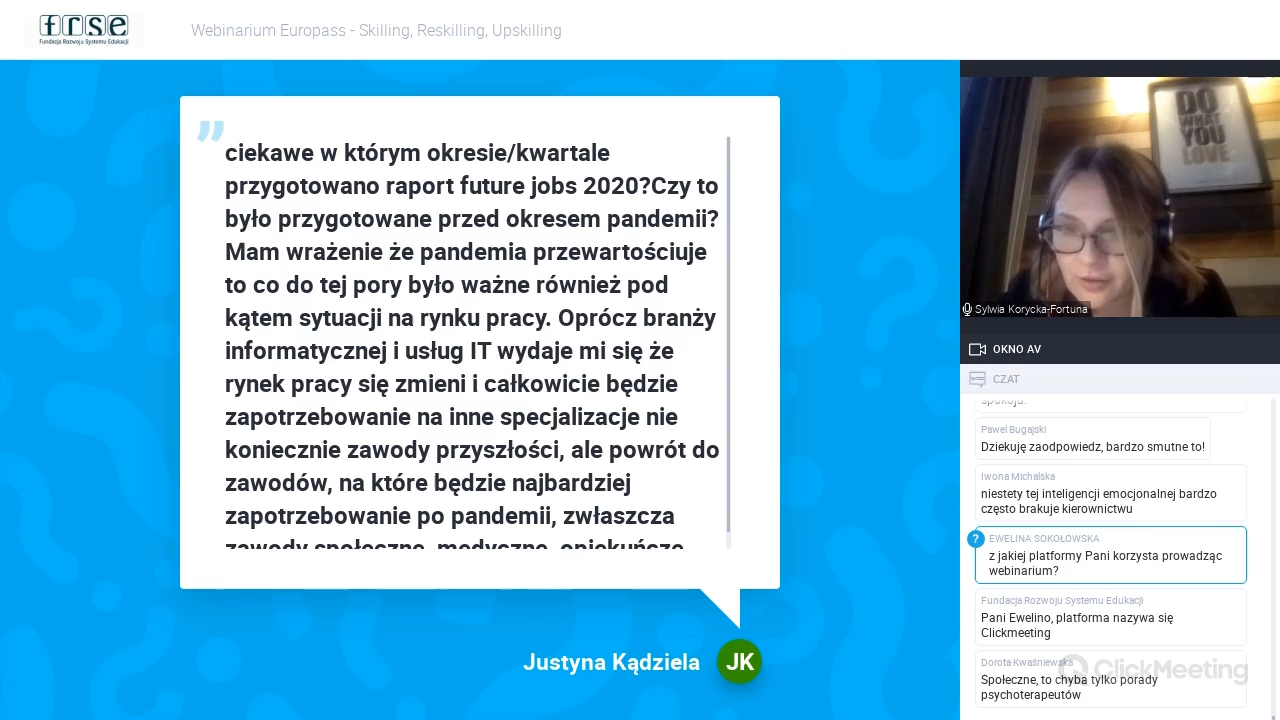 frse
Fundacja Rozwoju Systemu Edukacji
Webinarium Europass - Skilling, Reskilling, Upskilling
”
ciekawe w którym okresie/kwartale
przygotowano raport future jobs 2020?Czy to
było przygotowane przed okresem pandemii?
Mam wrażenie że pandemia przewartościuje
to co do tej pory było ważne również pod
kątem sytuacji na rynku pracy. Oprócz branży
informatycznej i usług IT wydaje mi się że
rynek pracy się zmieni i całkowicie będzie
zapotrzebowanie na inne specjalizacje nie
koniecznie zawody przyszłości, ale powrót do
zawodów, na które będzie najbardziej
zapotrzebowanie po pandemii, zwłaszcza
zawody społeczne, medyczne, opiekuńcze
Justyna Kądziela
JK
DO
WHAT
YOU
LOVE
Sylwia Korycka-Fortuna
OKNO AV
CZAT
spokoju.
Pawel Bugajski
Dziekuję zaodpowiedz, bardzo smutne to!
Iwona Michalska
niestety tej inteligencji emocjonalnej bardzo
często brakuje kierownictwu
?
EWELINA SOKOŁOWSKA
z jakiej platformy Pani korzysta prowadząc
webinarium?
Fundacja Rozwoju Systemu Edukacji
Pani Ewelino, platforma nazywa się
Clickmeeting
Dorota Kwaśniewska
Społeczne, to chyba tylko porady
psychoterapeutów
ClickMeeting